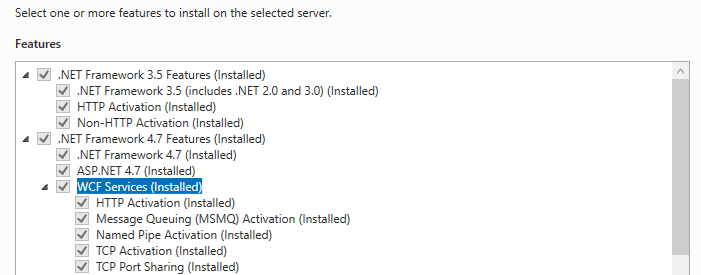 Select one or more features to install on the selected server.
Features
.NET Framework 3.5 Features (Installed)
.NET Framework 3.5 (includes .NET 2.0 and 3.0) (Installed)
HTTP Activation (Installed)
Non-HTTP Activation (Installed)
.NET Framework 4.7 Features (Installed)
.NET Framework 4.7 (Installed)
ASP.NET 4.7 (Installed)
WCF Services (Installed)
HTTP Activation (Installed)
Message Queuing (MSMQ) Activation (Installed)
Named Pipe Activation (Installed)
TCP Activation (Installed)
TCP Port Sharing (Installed)